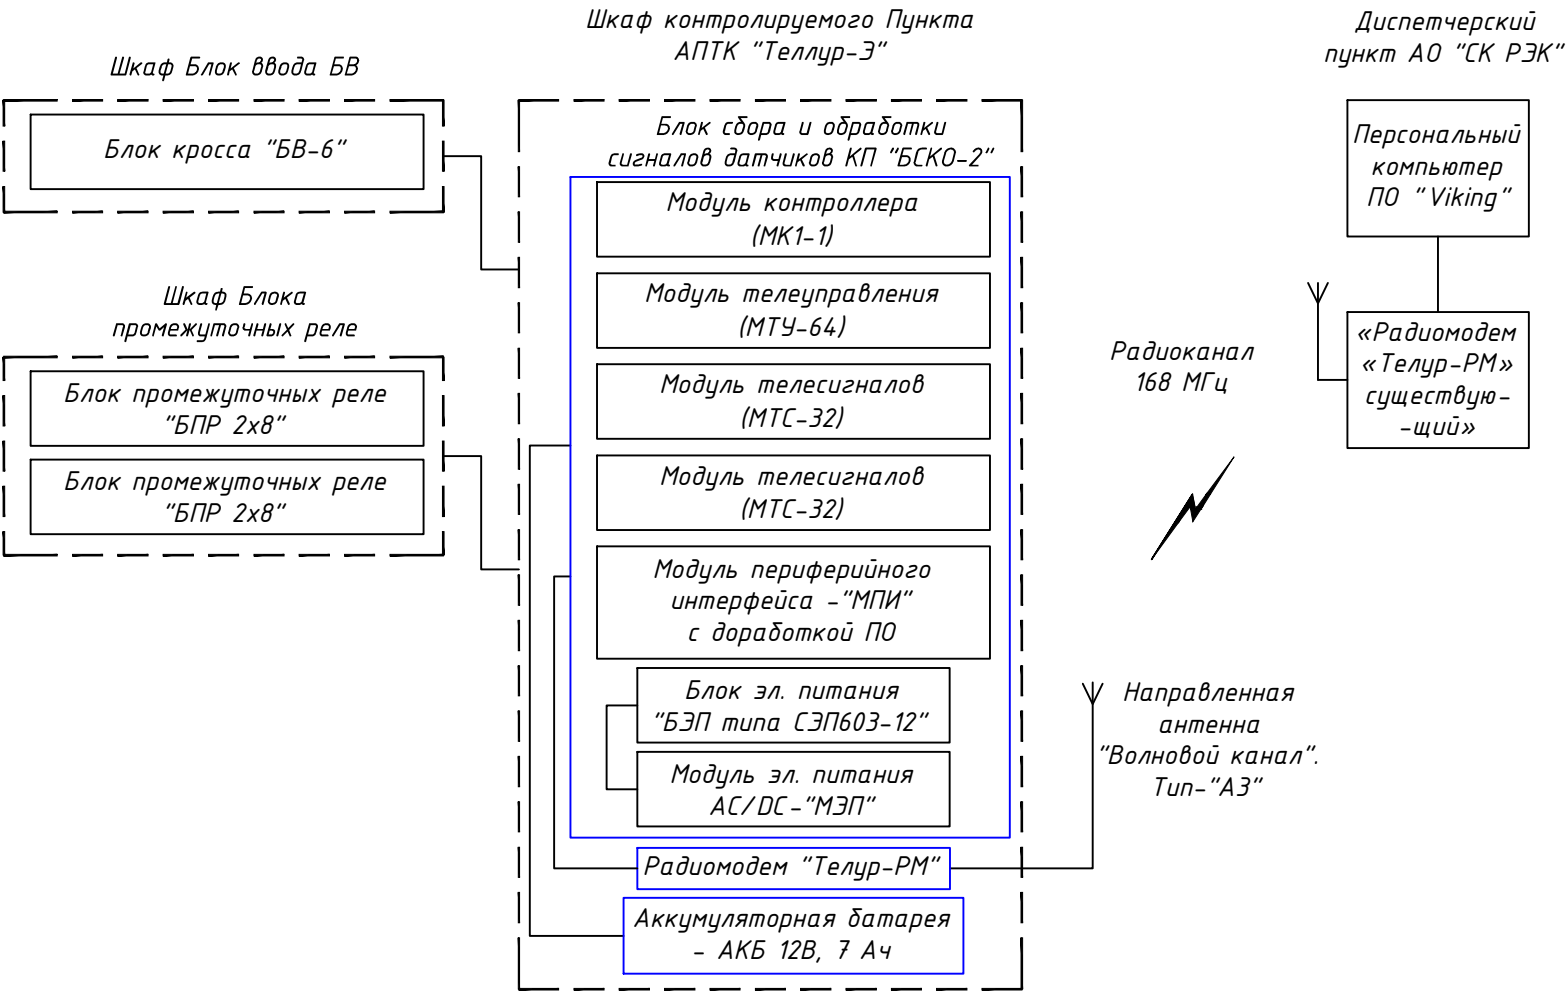 Шкаф Блок ввода БВ
Блок кросса "БВ-6"
Шкаф Блока
промежуточных реле
Блок промежуточных реле
"БПР 2х8"
Блок промежуточных реле
"БПР 2х8"
Шкаф контролируемого Пункта
АПТК "Теллур-Э"
Блок сбора и обработки
сигналов датчиков КП "БСКО-2"
Модуль контроллера
(МК1-1)
Модуль телеуправления
(МТУ-64)
Модуль телесигналов
(МТС-32)
Модуль телесигналов
(МТС-32)
Модуль периферийного
интерфейса -"МПИ"
с доработкой ПО
Блок эл. питания
"БЭП типа СЭП603-12"
Модуль эл. питания
AC/DC-"МЭП"
Радиомодем "Телур-РМ"
Аккумуляторная батарея
- АКБ 12В, 7 Ач
Радиоканал
168 МГц
Направленная
антенна
"Волновой канал".
Тип-"А3"
Диспетчерский
пункт АО "СК РЭК"
Персональный
компьютер
ПО "Viking"
«Радиомодем
«Телур-РМ»
существую-
-щий»